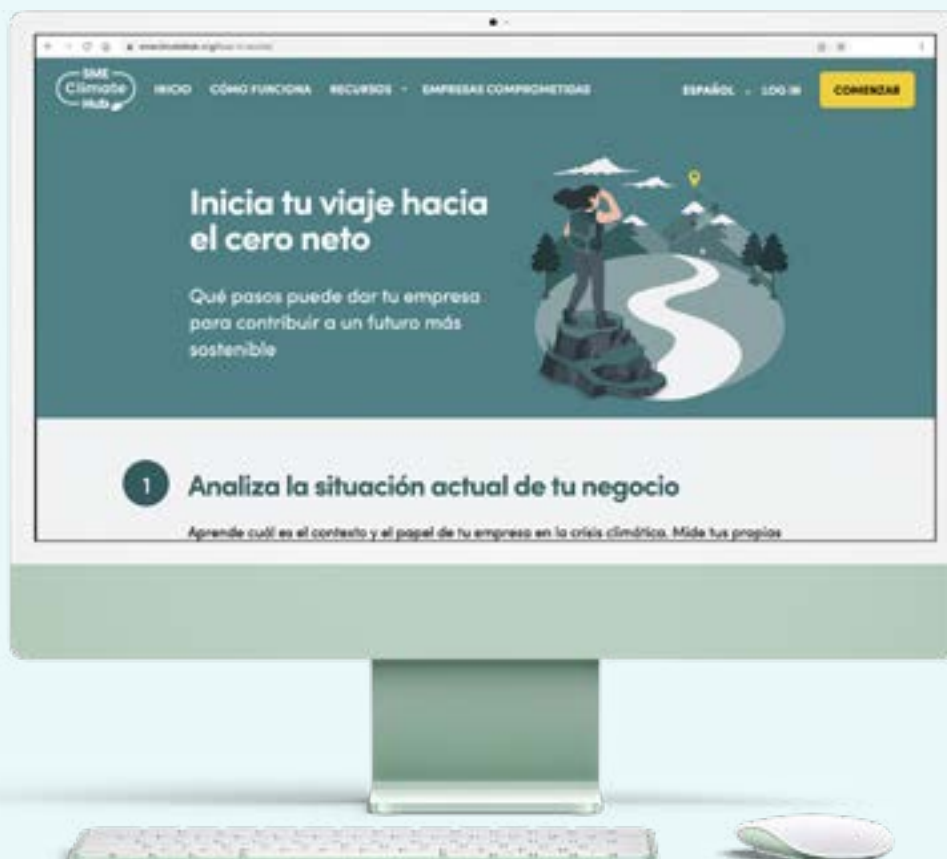 SME
Climate
Hub
INICIO CÓMO FUNCIONA RECURSOS EMPRESAS COMPROMETIDAS ESPAÑOL LOG IN COMENZAR
Inicia tu viaje hacia
el cero neto
Qué pasos puede dar tu empresa
para contribuir a un futuro más
sostenible
1 Analiza la situación actual de tu negocio
Aprende cuál es el contexto y el papel de tu empresa en la crisis climática. Mide tus propias